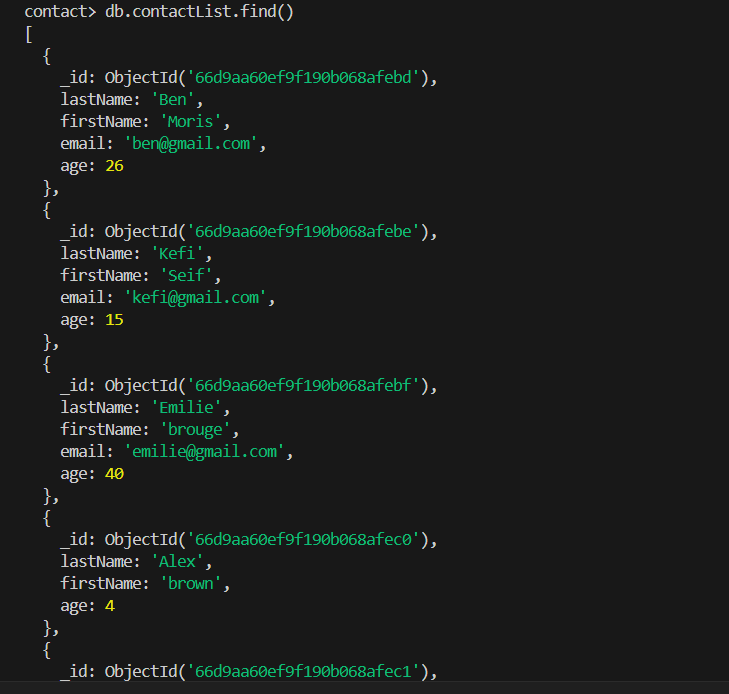 contact> db.contactList.find()
[
{
_id: ObjectId('66d9aa60ef9f190b068afebd'),
lastName: 'Ben',
firstName: 'Moris',
email: 'ben@gmail.com',
age: 26
},
{
_id: ObjectId('66d9aa60ef9f190b068afebe'),
lastName: 'Kefi',
firstName: 'Seif',
email: 'kefi@gmail.com',
age: 15
},
{
_id: ObjectId('66d9aa60ef9f190b068afebf'),
lastName: 'Emilie',
firstName: 'brouge',
email: 'emilie@gmail.com',
age: 40
},
{
_id: ObjectId('66d9aa60ef9f190b068afec0'),
lastName: 'Alex',
firstName: 'brown',
age: 4
},
{
_id: ObjectId('66d9aa60ef9f190b068afec1'),